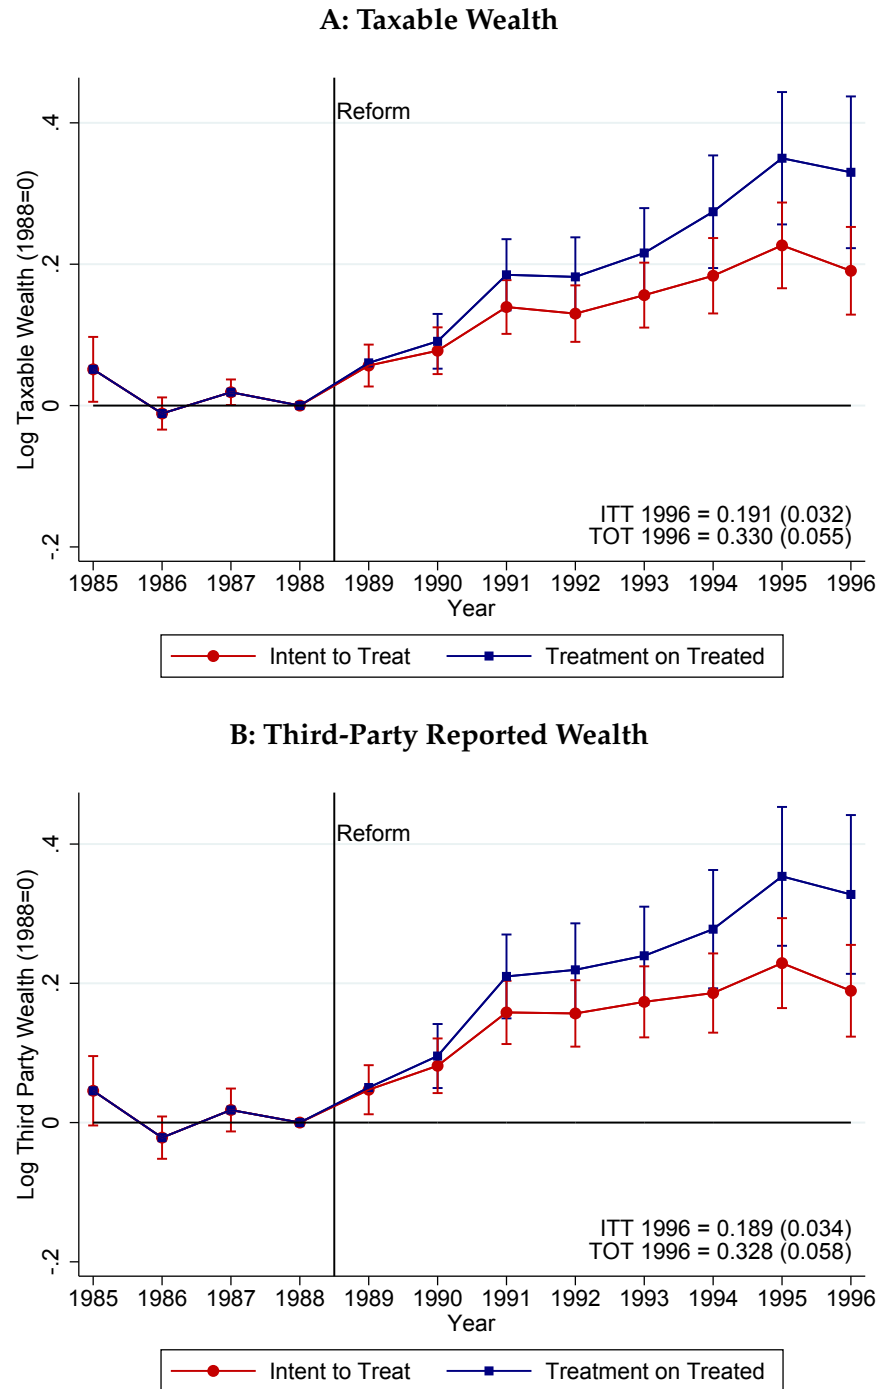 A: Taxable Wealth
Log Taxable Wealth (1988=0)
.4
.2
0
-.2
Reform
ITT 1996 = 0.191 (0.032)
TOT 1996 = 0.330 (0.055)
1985 1986 1987 1988 1989 1990 1991 1992 1993 1994 1995 1996
Year
Intent to Treat Treatment on Treated
B: Third-Party Reported Wealth
Log Third Party Wealth (1988=0)
.4
.2
0
-.2
Reform
ITT 1996 = 0.189 (0.034)
TOT 1996 = 0.328 (0.058)
1985 1986 1987 1988 1989 1990 1991 1992 1993 1994 1995 1996
Year
Intent to Treat Treatment on Treated